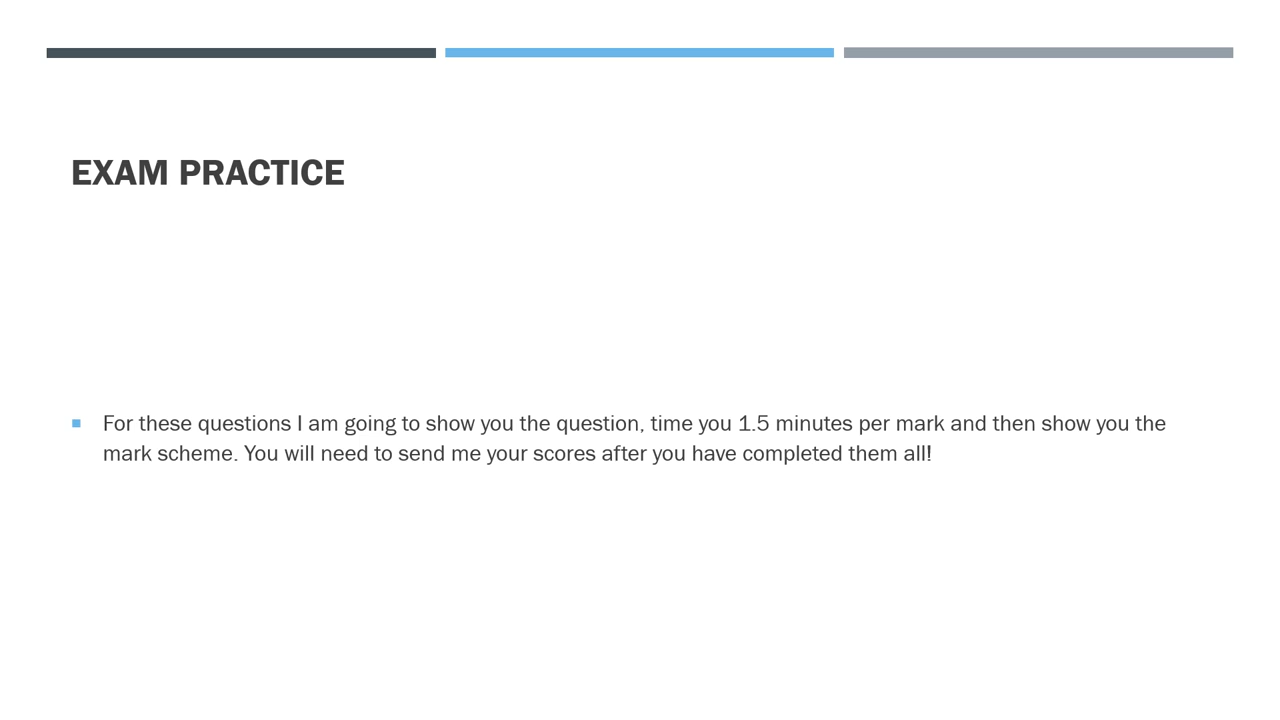 EXAM PRACTICE
For these questions I am going to show you the question, time you 1.5 minutes per mark and then show you the
mark scheme. You will need to send me your scores after you have completed them all!